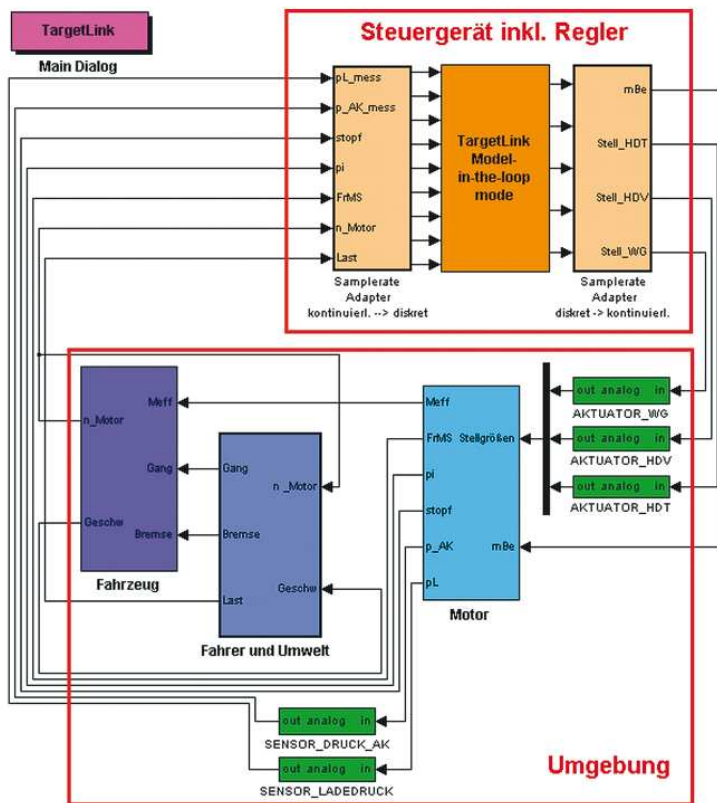 TargetLink
Main Dialog
Steuergerät inkl. Regler
pL_mess
p_AK_mess
stopf
pi
FrMS
n_Motor
Last
Samplerate
Adapter
kontinuierl. --> diskret
TargetLink
Model-
in-the-loop
mode
mBe
Stell_HDT
Stell_HDV
Stell_WG
Samplerate
Adapter
diskret -> kontinuierl.
n_Motor
Geschw
Meff
Gang
Bremse
Fahrzeug
Gang
Bremse
Last
n _Motor
Geschw
Fahrer und Umwelt
Meff
FrMS
pi
stopf
p_AK
pL
Stellgrößen
mBe
Motor
out analog in
AKTUATOR_WG
out analog in
AKTUATOR_HDV
out analog in
AKTUATOR_HDT
out analog in
SENSOR_DRUCK_AK
out analog in
SENSOR_LADEDRUCK
Umgebung